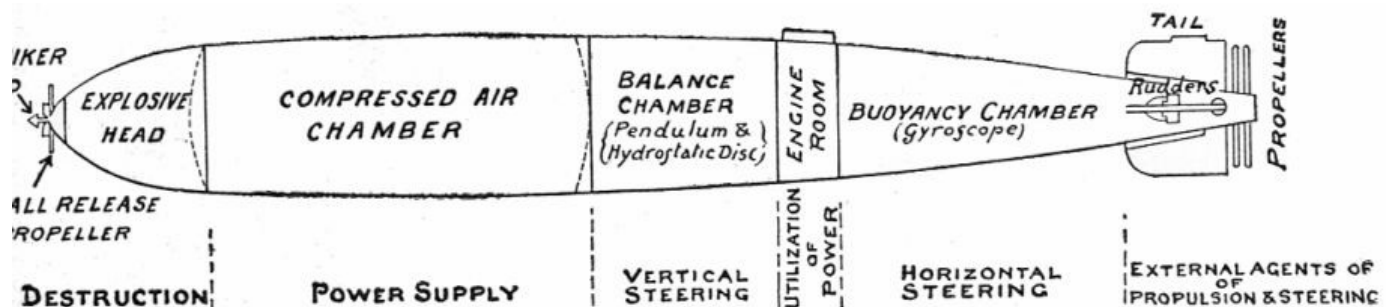 TAIL
PROPELLERS
IKER
EXPLOSIVE
HEAD
COMPRESSED AIR
CHAMBER
BALANCE
CHAMBER
{Pendulum &
Hydrostatic Disc}
ENGINE
ROOM
BUOYANCY CHAMBER
(Gyroscope)
Rudders
ALL RELEASE
ROPELLER
DESTRUCTION
POWER SUPPLY
VERTICAL
STEERING
UTILIZATION
OF
POWER
HORIZONTAL
STEERING
EXTERNAL AGENTS OF
OF
PROPULSION & STEERING